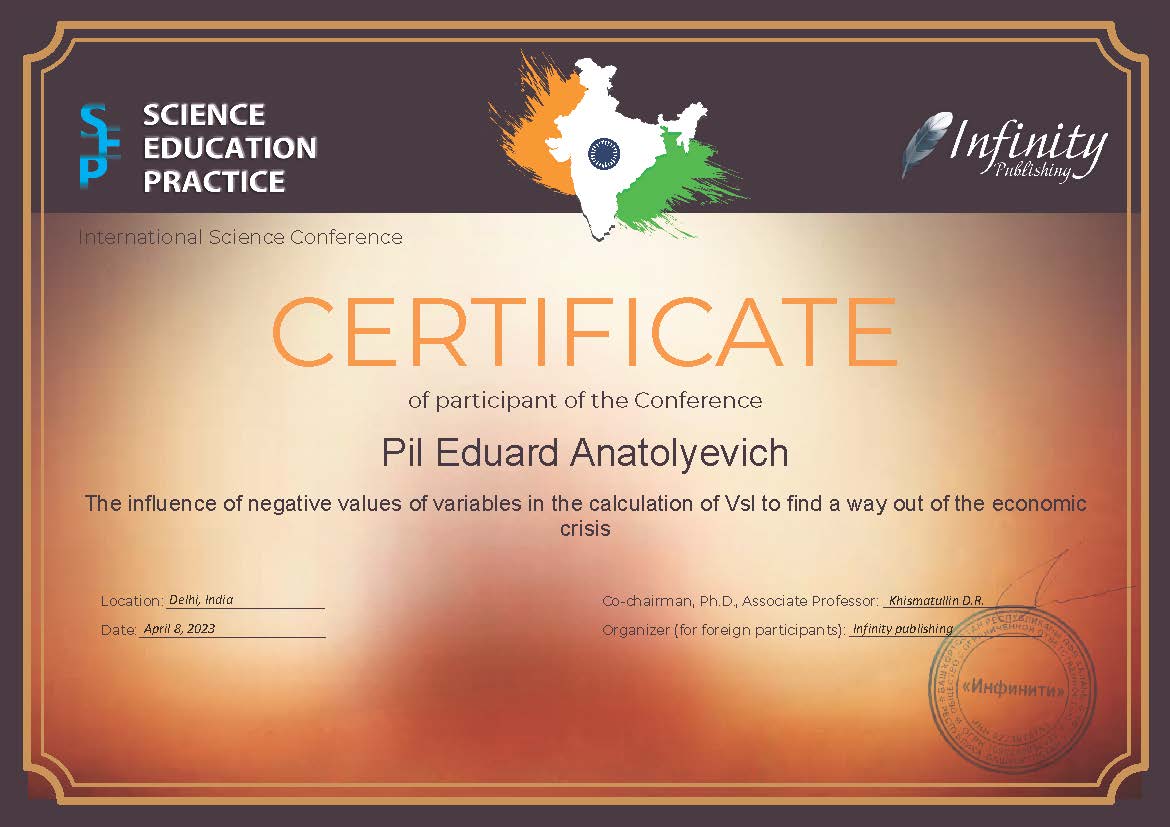 SEP
SCIENCE
EDUCATION
PRACTICE
Infinity
Publishing
International Science Conference
CERTIFICATE
of participant of the Conference
Pil Eduard Anatolyevich
The influence of negative values of variables in the calculation of Vsl to find a way out of the economic
crisis
Location: Delhi, India
Date: April 8, 2023
Co-chairman, Ph.D., Associate Professor: Khismatullin D.R.
Organizer (for foreign participants): Infinity publishing
«Инфинити»